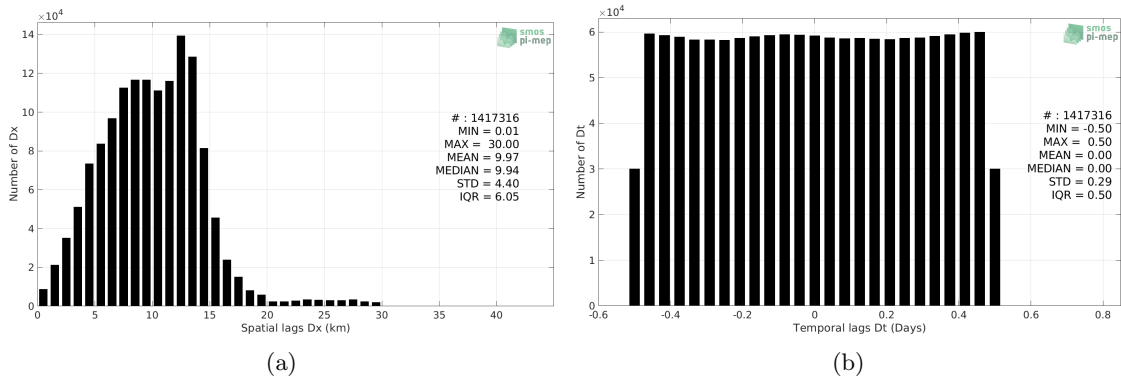 ×10⁴
14
12
10
8
6
4
2
0
Number of Dx
smos
pi-mep
# : 1417316
MIN = 0.01
MAX = 30.00
MEAN = 9.97
MEDIAN = 9.94
STD = 4.40
IQR = 6.05
0 5 10 15 20 25 30 35 40
Spatial lags Dx (km)
(a)
×10⁴
6
5
4
3
2
1
0
Number of Dt
smos
pi-mep
# : 1417316
MIN = -0.50
MAX = 0.50
MEAN = 0.00
MEDIAN = 0.00
STD = 0.29
IQR = 0.50
-0.6 -0.4 -0.2 0 0.2 0.4 0.6 0.8
Temporal lags Dt (Days)
(b)